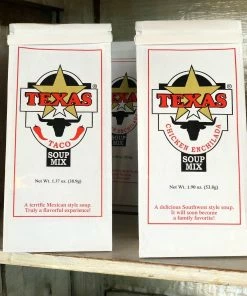 TEXAS®
TACO
SOUP
MIX
Net Wt. 1.37 oz. (38.9g)
A terrific Mexican style soup.
Truly a flavorful experience!
TEXAS®
CHICKEN ENCHILADA
SOUP
MIX
Net Wt. 1.90 oz. (53.8g)
A delicious Southwest style soup.
It will soon become
a family favorite!